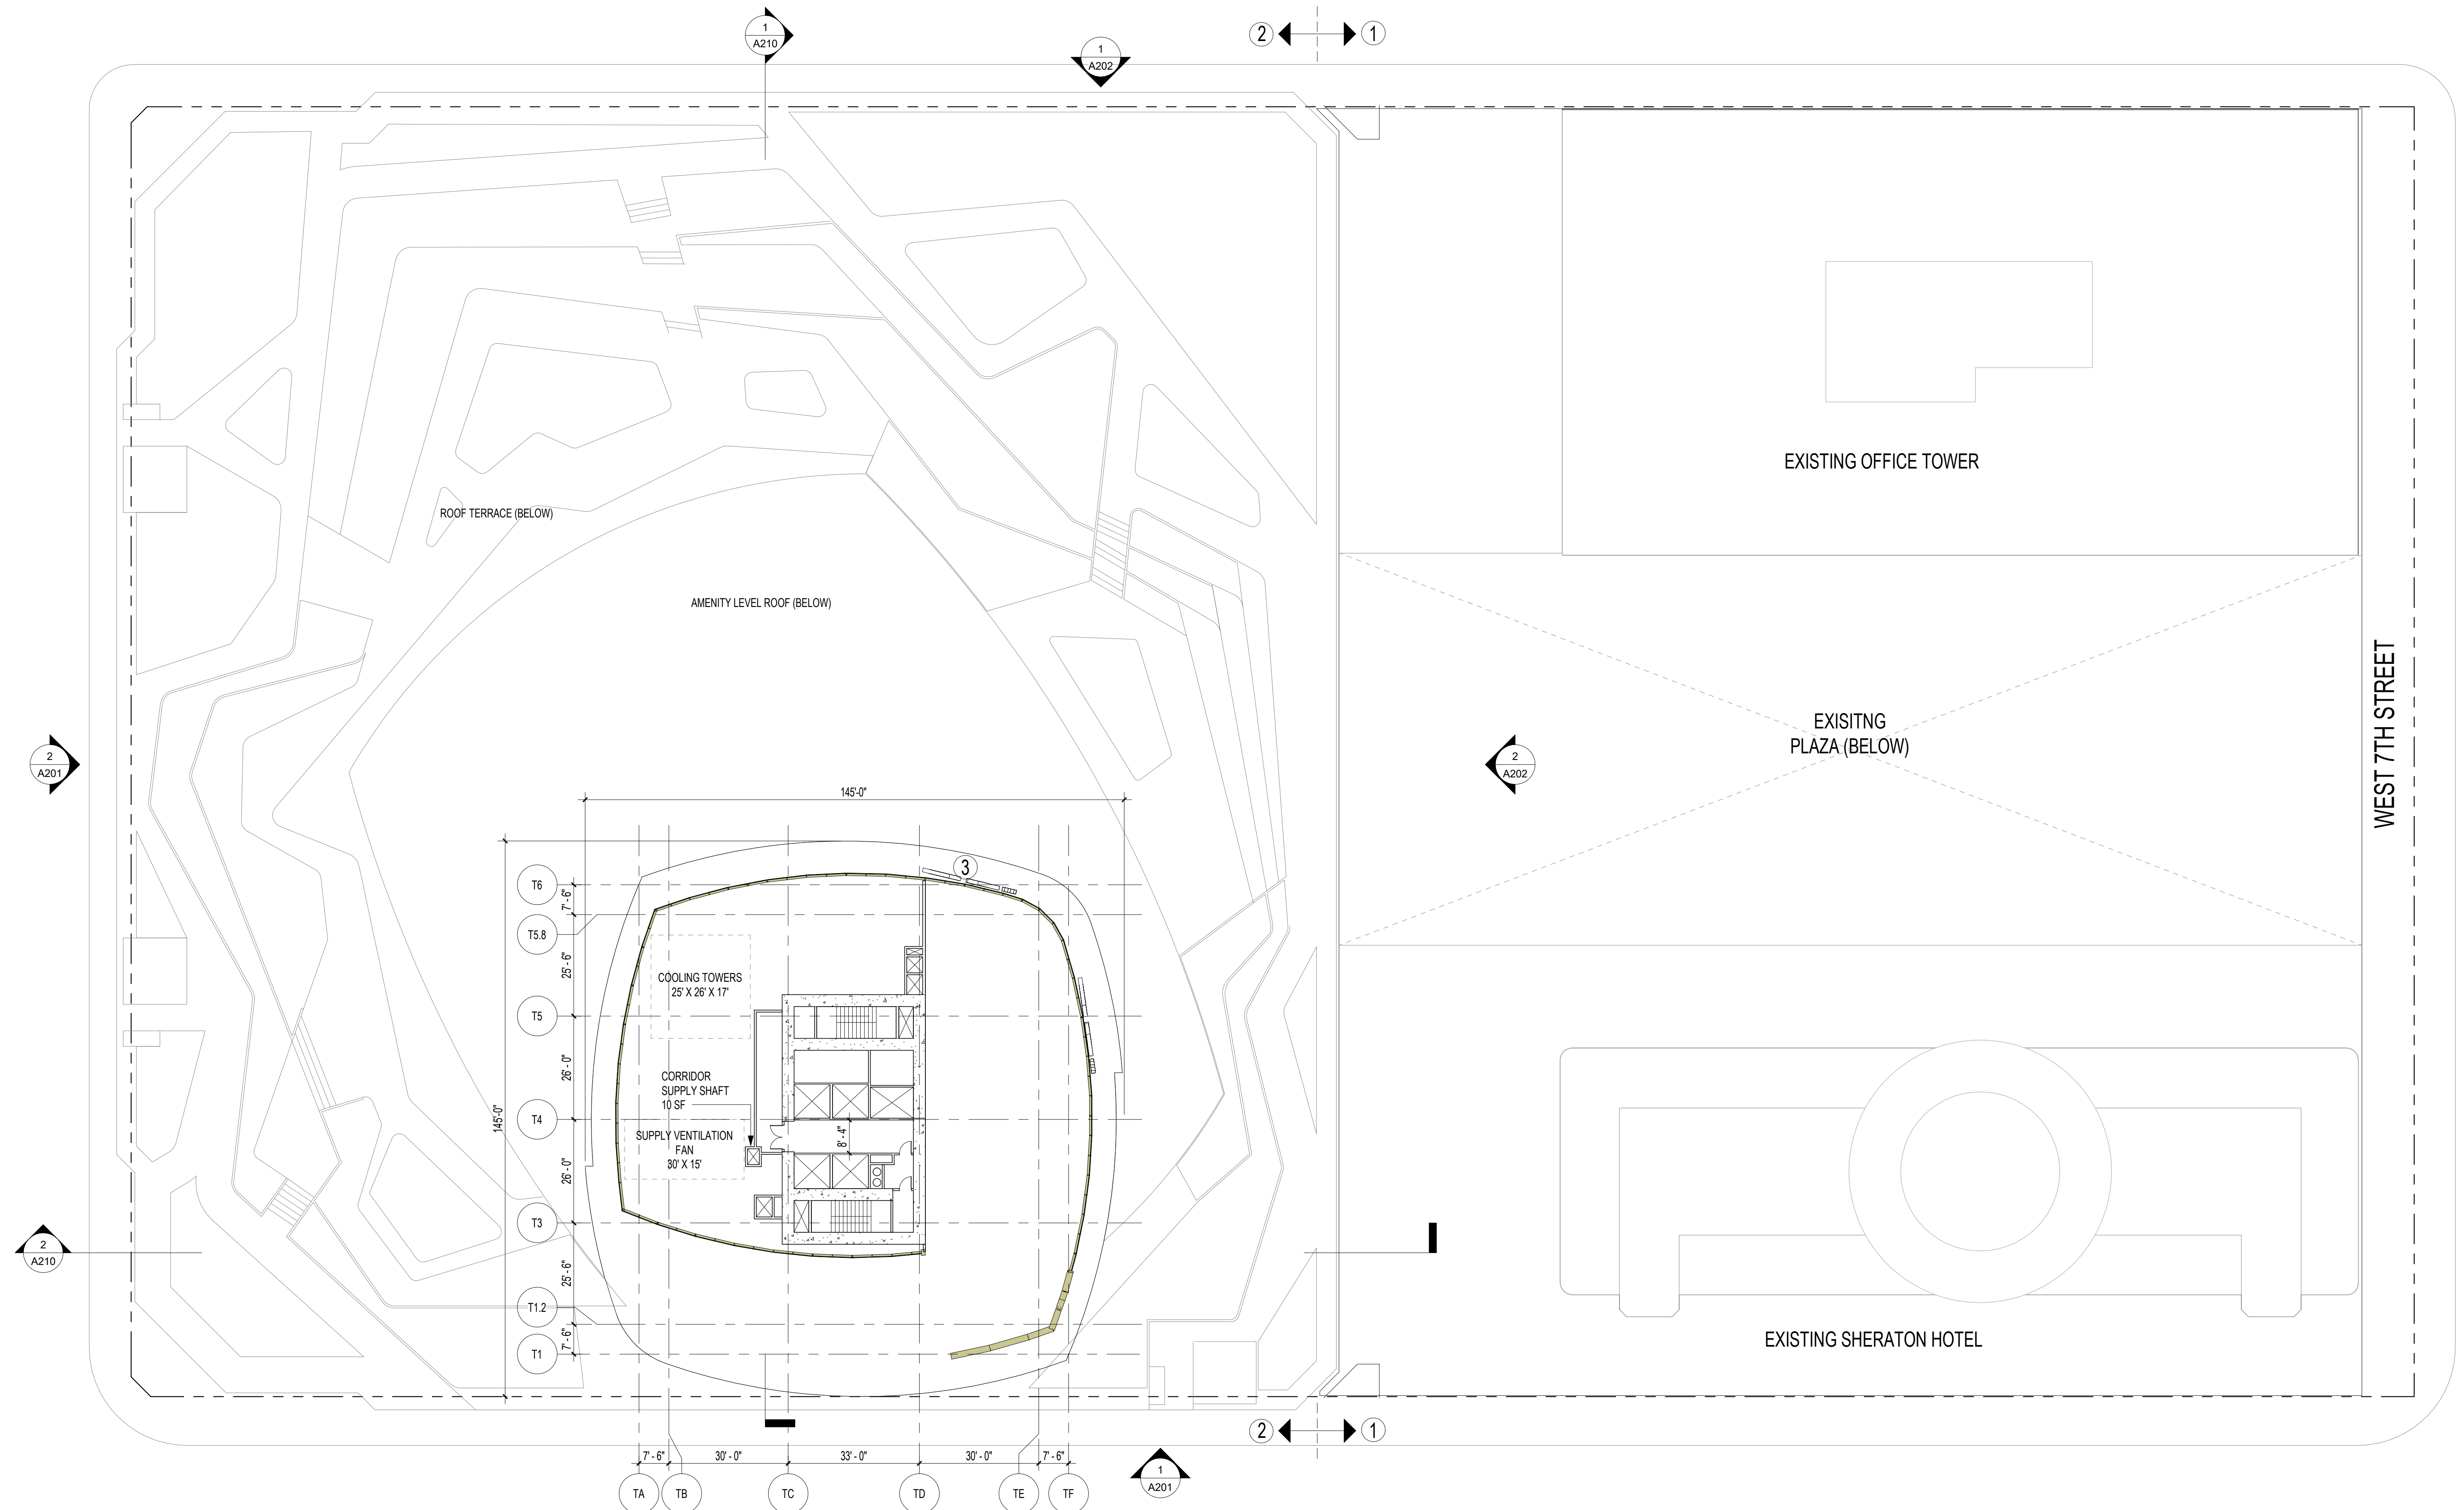 1
A210
1
A202
2
1
EXISTING OFFICE TOWER
ROOF TERRACE (BELOW)
AMENITY LEVEL ROOF (BELOW)
WEST 7TH STREET
EXISITNG
PLAZA (BELOW)
2
A201
2
A202
145'-0"
3
T6
7' - 6"
T5.8
25' - 6"
COOLING TOWERS
25' X 26' X 17'
T5
26' - 0"
CORRIDOR
SUPPLY SHAFT
10 SF
145'-0"
T4
8' - 4"
SUPPLY VENTILATION
FAN
30' X 15'
26' - 0"
T3
2
A210
25' - 6"
T1.2
7' - 6"
T1
EXISTING SHERATON HOTEL
2
1
7' - 6"
30' - 0"
33' - 0"
30' - 0"
7' - 6"
1
A201
TA
TB
TC
TD
TE
TF